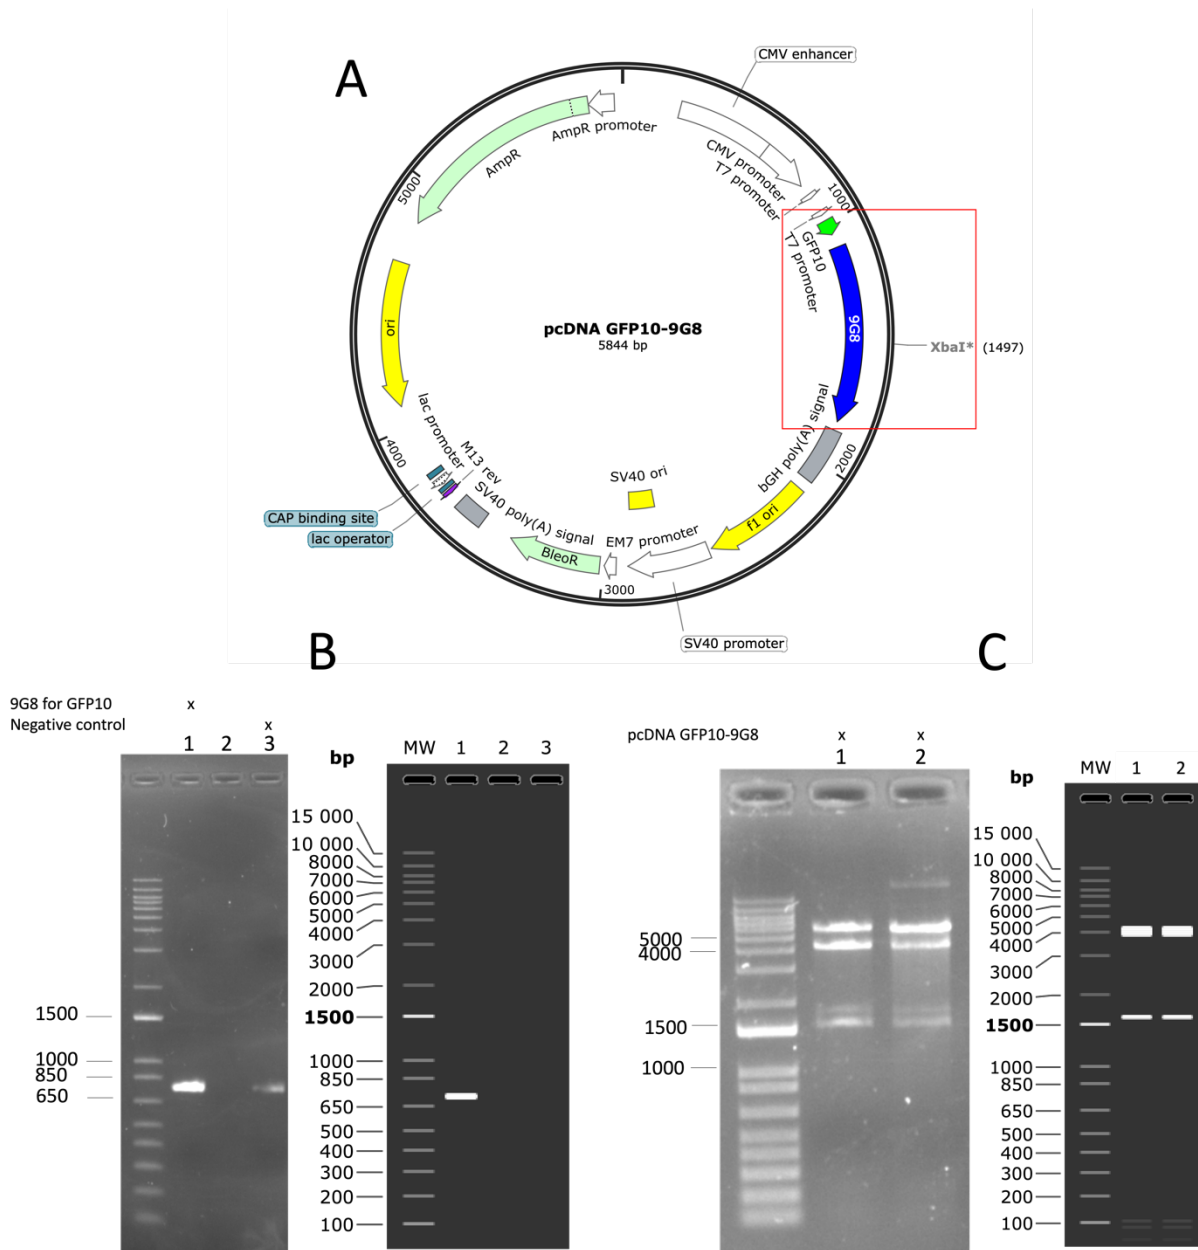 A
CMV enhancer
AmpR promoter
AmpR
CMV promoter
T7 promoter
1000
5000
GFP10
T7 promoter
ori
pcDNA GFP10-9G8
5844 bp
9G8
XbaI* (1497)
lac promoter
4000
M13 rev
SV40 poly(A) signal
SV40 ori
bGH poly(A) signal
2000
CAP binding site
lac operator
EM7 promoter
f1 ori
BleoR
3000
SV40 promoter
B
C
9G8 for GFP10 x
Negative control x
1 2 3
bp
MW 1 2 3
15 000
10 000
8000
7000
6000
5000
4000
3000
2000
1500
1000
850
650
500
400
300
200
100
1500
1000
850
650
pcDNA GFP10-9G8 x x
1 2
bp
MW 1 2
5000
4000
1500
1000
15 000
10 000
8000
7000
6000
5000
4000
3000
2000
1500
1000
850
650
500
400
300
200
100